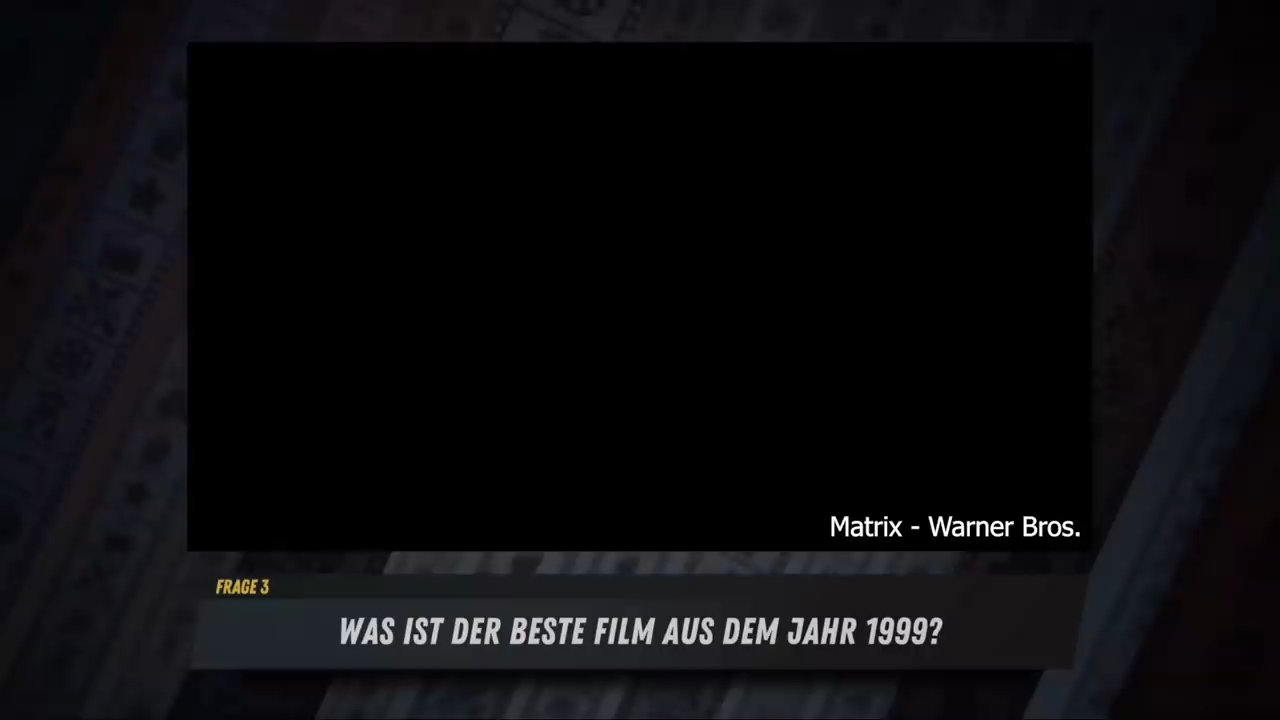 Matrix - Warner Bros.
FRAGE 3
WAS IST DER BESTE FILM AUS DEM JAHR 1999?